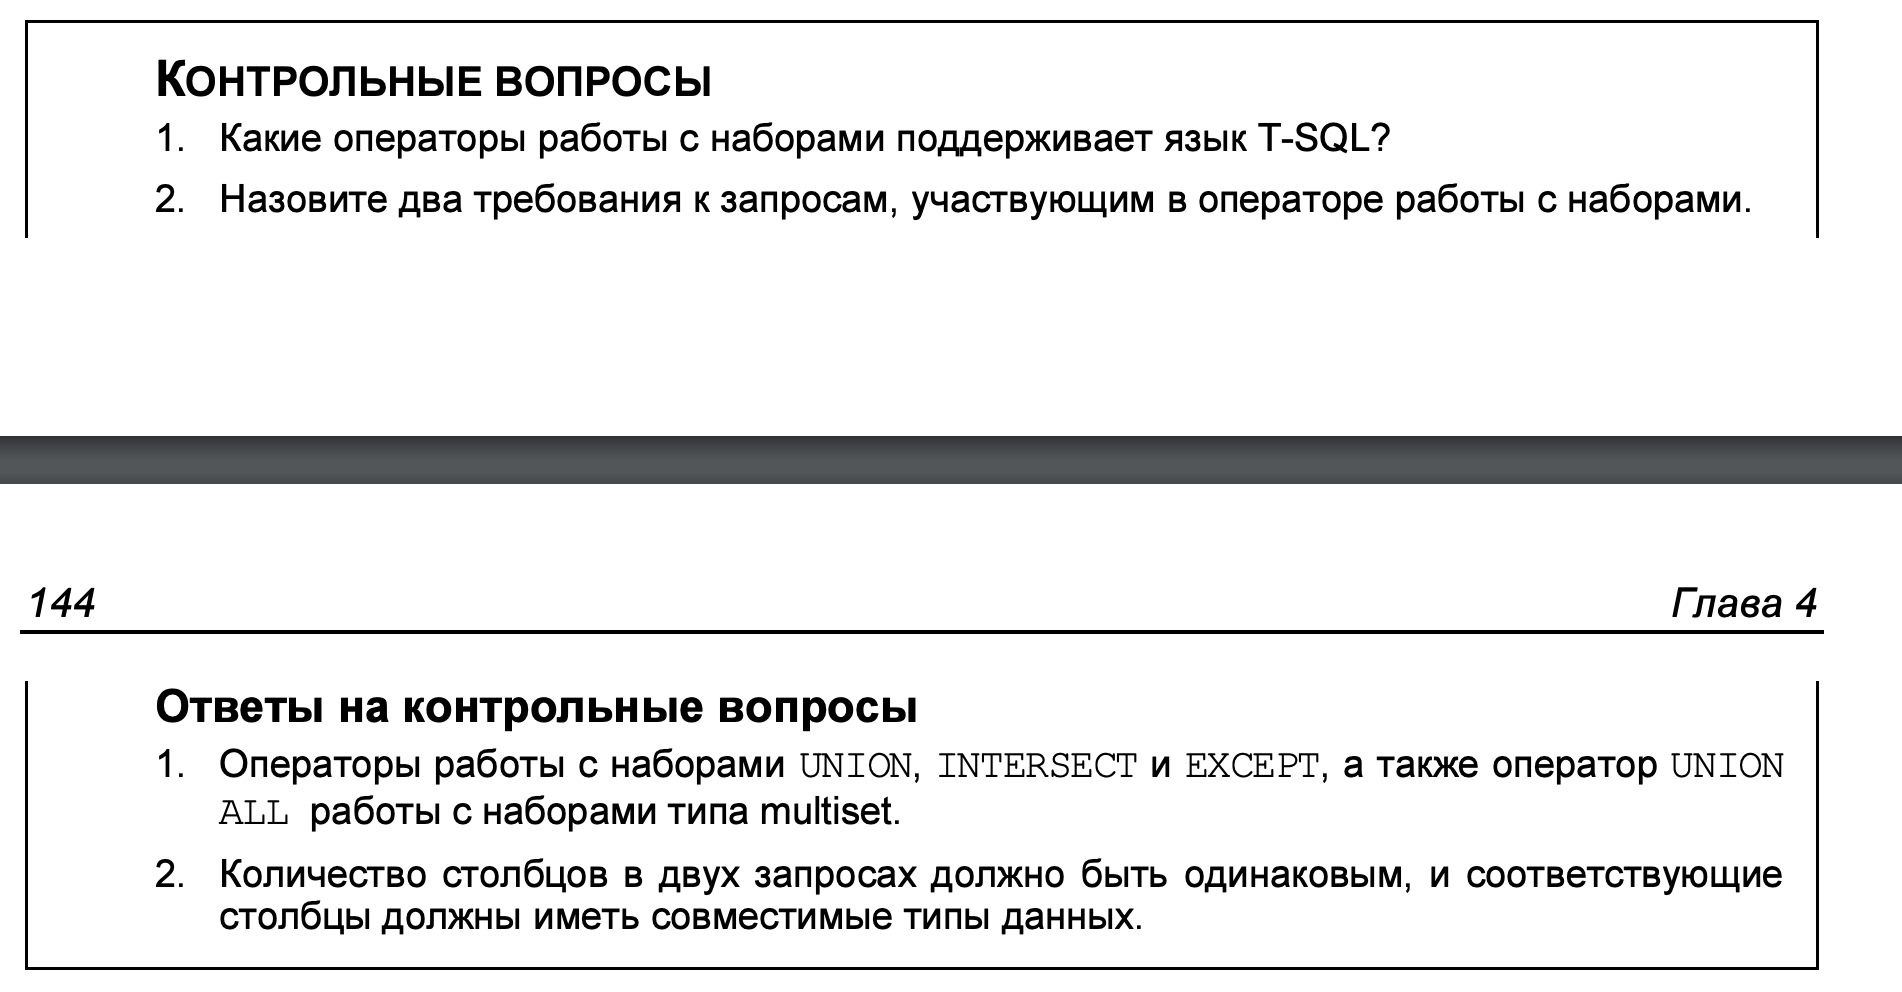 КОНТРОЛЬНЫЕ ВОПРОСЫ
1. Какие операторы работы с наборами поддерживает язык T-SQL?
2. Назовите два требования к запросам, участвующим в операторе работы с наборами.
144 Глава 4
Ответы на контрольные вопросы
1. Операторы работы с наборами UNION, INTERSECT и EXCEPT, а также оператор UNION
ALL работы с наборами типа multiset.
2. Количество столбцов в двух запросах должно быть одинаковым, и соответствующие
столбцы должны иметь совместимые типы данных.